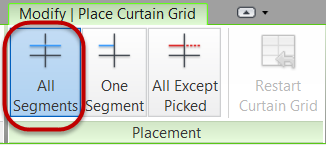 Modify | Place Curtain Grid
All
Segments
One
Segment
All Except
Picked
Restart
Curtain Grid
Placement